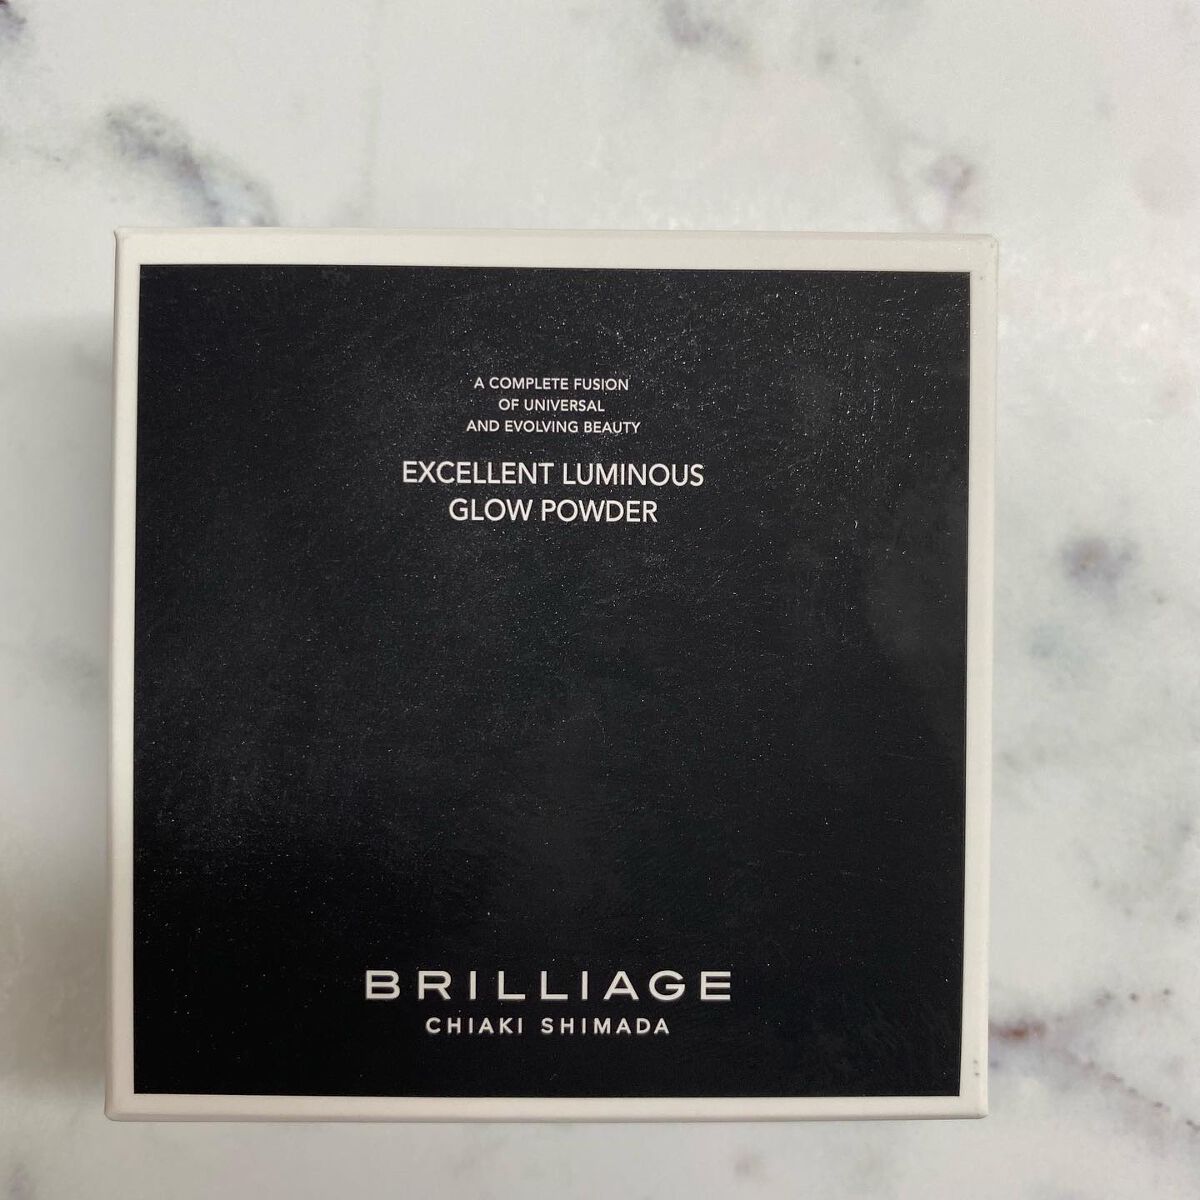 A COMPLETE FUSION
OF UNIVERSAL
AND EVOLVING BEAUTY
EXCELLENT LUMINOUS
GLOW POWDER
BRILLIAGE
CHIAKI SHIMADA